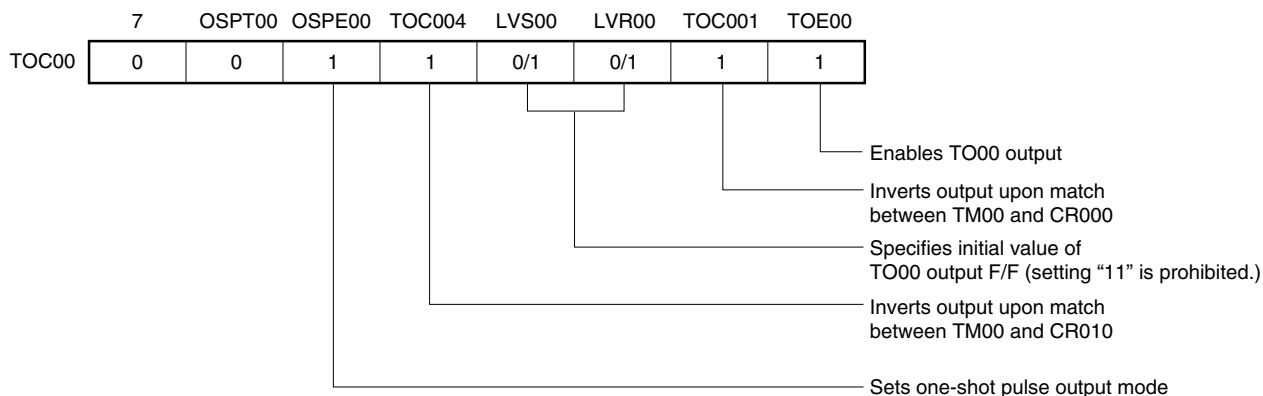 7 OSPT00 OSPE00 TOC004 LVS00 LVR00 TOC001 TOE00
TOC00 0 0 1 1 0/1 0/1 1 1
Enables TO00 output
Inverts output upon match
between TM00 and CR000
Specifies initial value of
TO00 output F/F (setting “11” is prohibited.)
Inverts output upon match
between TM00 and CR010
Sets one-shot pulse output mode